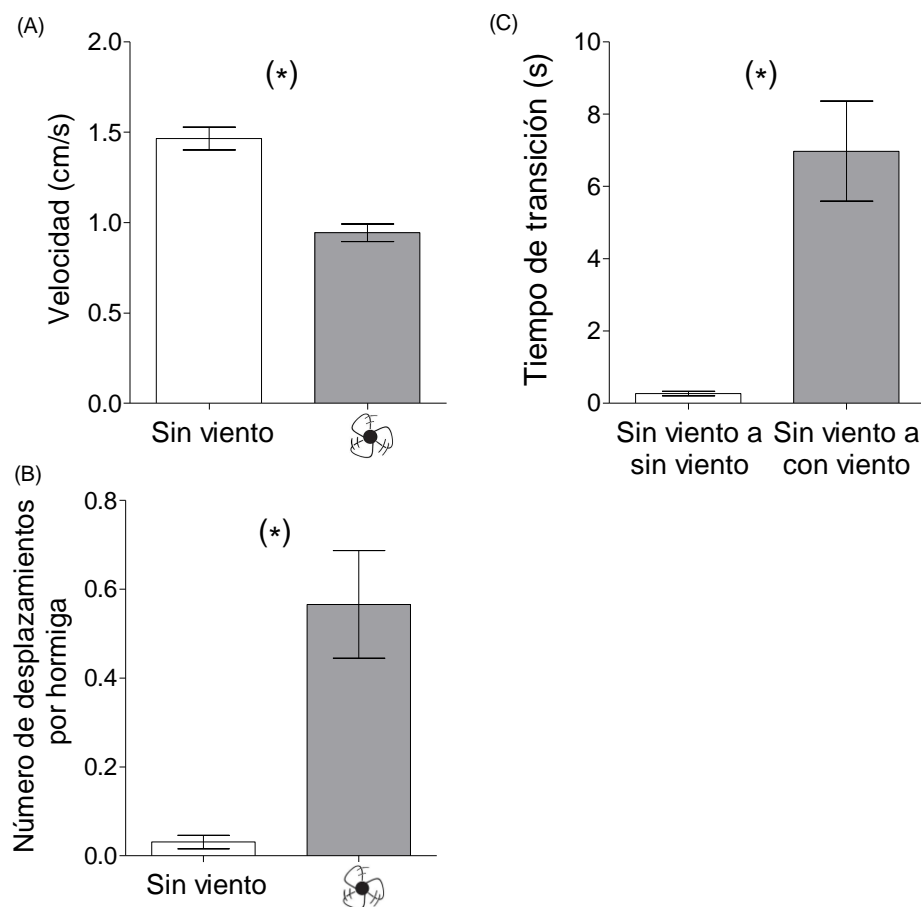 (A)
Velocidad (cm/s)
2.0
1.5
1.0
0.5
0.0
(*)
Sin viento
(C)
Tiempo de transición (s)
10
8
6
4
2
0
(*)
Sin viento a
sin viento
Sin viento a
con viento
(B)
Número de desplazamientos
por hormiga
0.8
0.6
0.4
0.2
0.0
(*)
Sin viento